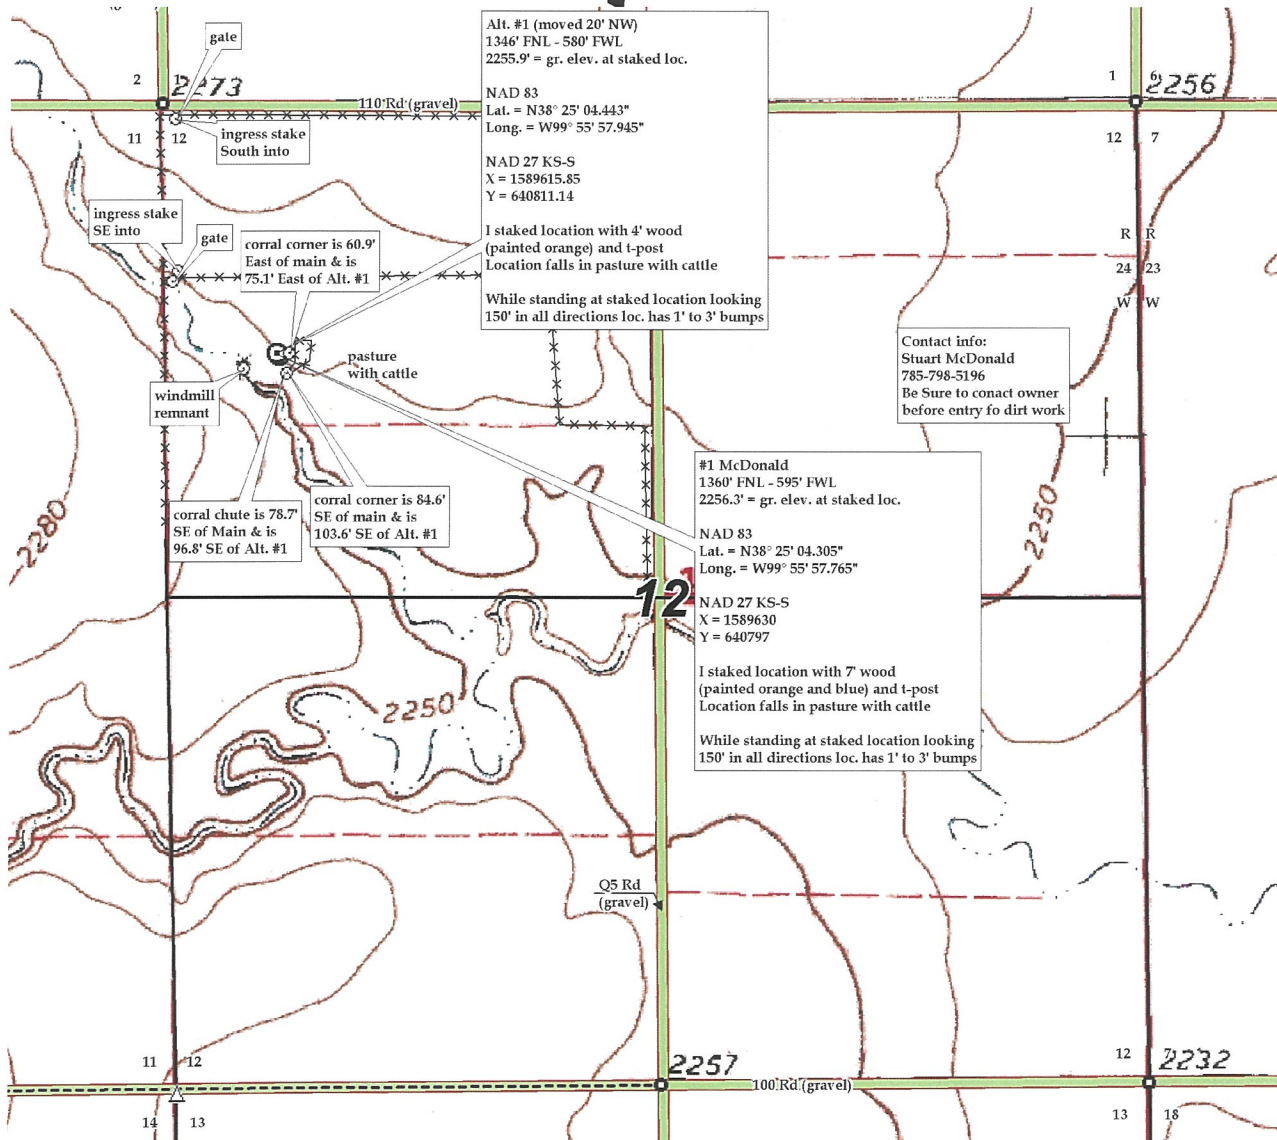 gate
2
1
2273
110 Rd (gravel)
11
12
ingress stake
South into
Alt. #1 (moved 20' NW)
1346' FNL - 580' FWL
2255.9' = gr. elev. at staked loc.
NAD 83
Lat. = N38° 25' 04.443"
Long. = W99° 55' 57.945"
NAD 27 KS-S
X = 1589615.85
Y = 640811.14
I staked location with 4' wood
(painted orange) and t-post
Location falls in pasture with cattle
While standing at staked location looking
150' in all directions loc. has 1' to 3' bumps
1
6
2256
12
7
R
R
24
23
W
W
ingress stake
SE into
gate
corral corner is 60.9'
East of main & is
75.1' East of Alt. #1
pasture
with cattle
windmill
remnant
Contact info:
Stuart McDonald
785-798-5196
Be Sure to conact owner
before entry fo dirt work
corral chute is 78.7'
SE of Main & is
96.8' SE of Alt. #1
corral corner is 84.6'
SE of main & is
103.6' SE of Alt. #1
2280
2250
#1 McDonald
1360' FNL - 595' FWL
2256.3' = gr. elev. at staked loc.
NAD 83
Lat. = N38° 25' 04.305"
Long. = W99° 55' 57.765"
NAD 27 KS-S
X = 1589630
Y = 640797
I staked location with 7' wood
(painted orange and blue) and t-post
Location falls in pasture with cattle
While standing at staked location looking
150' in all directions loc. has 1' to 3' bumps
12
2250
Q5 Rd
(gravel)
11
12
2257
100 Rd (gravel)
12
7
2232
14
13
13
18